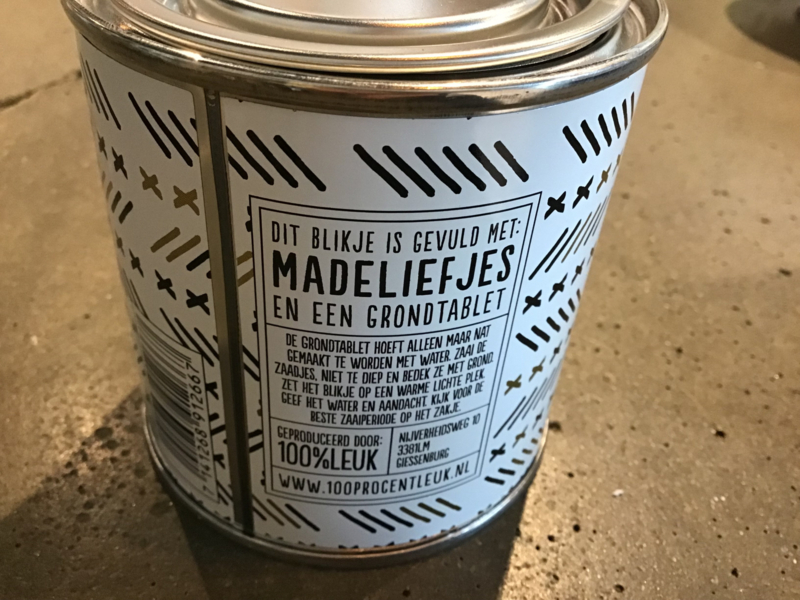 DIT BLIKJE IS GEVULD MET:
MADELIEFJES
EN EEN GRONDTABLET
DE GRONDTABLET HOEFT ALLEEN MAAR NAT
GEMAAKT TE WORDEN MET WATER. ZAAI DE
ZAADJES, NIET TE DIEP EN BEDEK ZE MET GROND.
ZET HET BLIKJE OP EEN WARME LICHTE PLEK.
GEEF HET WATER EN AANDACHT. KIJK VOOR DE
BESTE ZAAIPERIODE OP HET ZAKJE.
GEPRODUCEERD DOOR:
100%LEUK
NIJVERHEIDSWEG 10
3381LM
GIESSENBURG
WWW.100PROCENTLEUK.NL
7 141268 912667